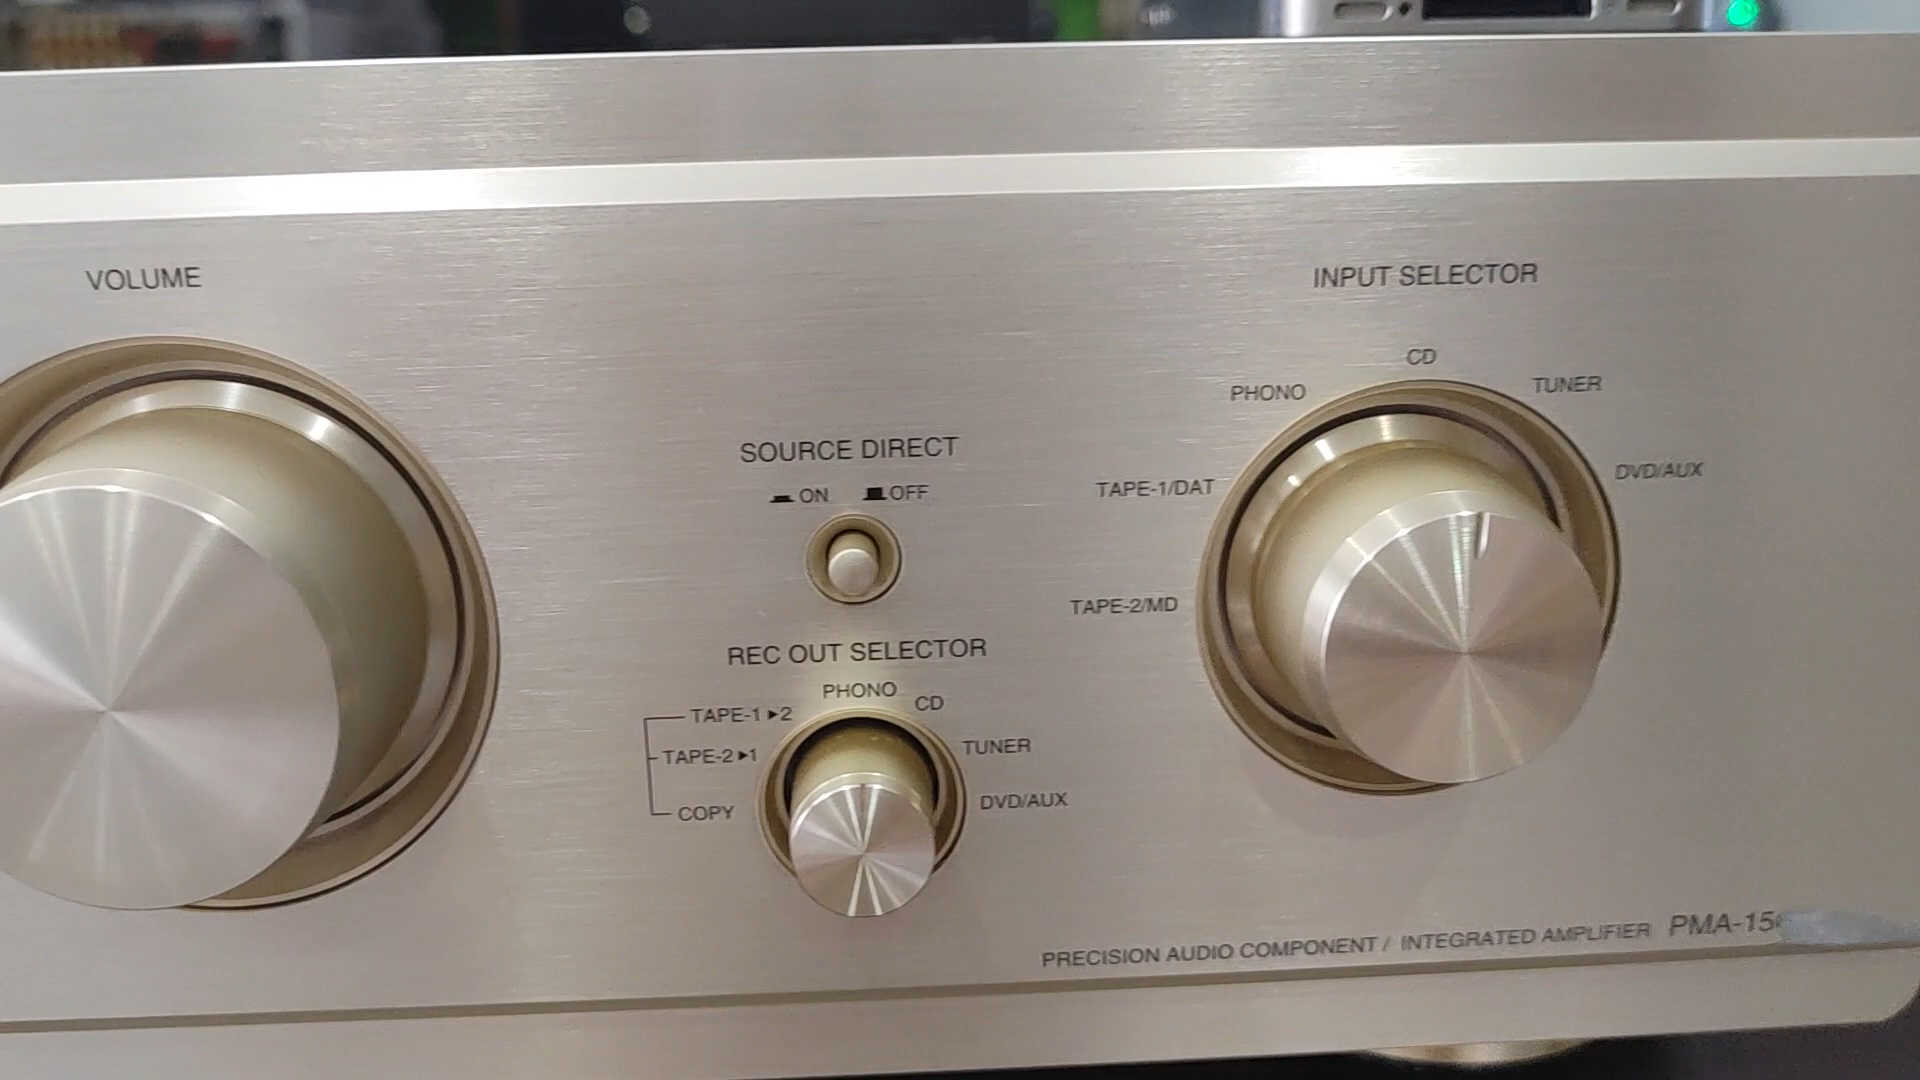 VOLUME
INPUT SELECTOR
CD
PHONO
TUNER
TAPE-1/DAT
DVD/AUX
TAPE-2/MD
SOURCE DIRECT
ON OFF
REC OUT SELECTOR
PHONO
CD
TAPE-1▶2
TUNER
TAPE-2▶1
DVD/AUX
COPY
PRECISION AUDIO COMPONENT / INTEGRATED AMPLIFIER